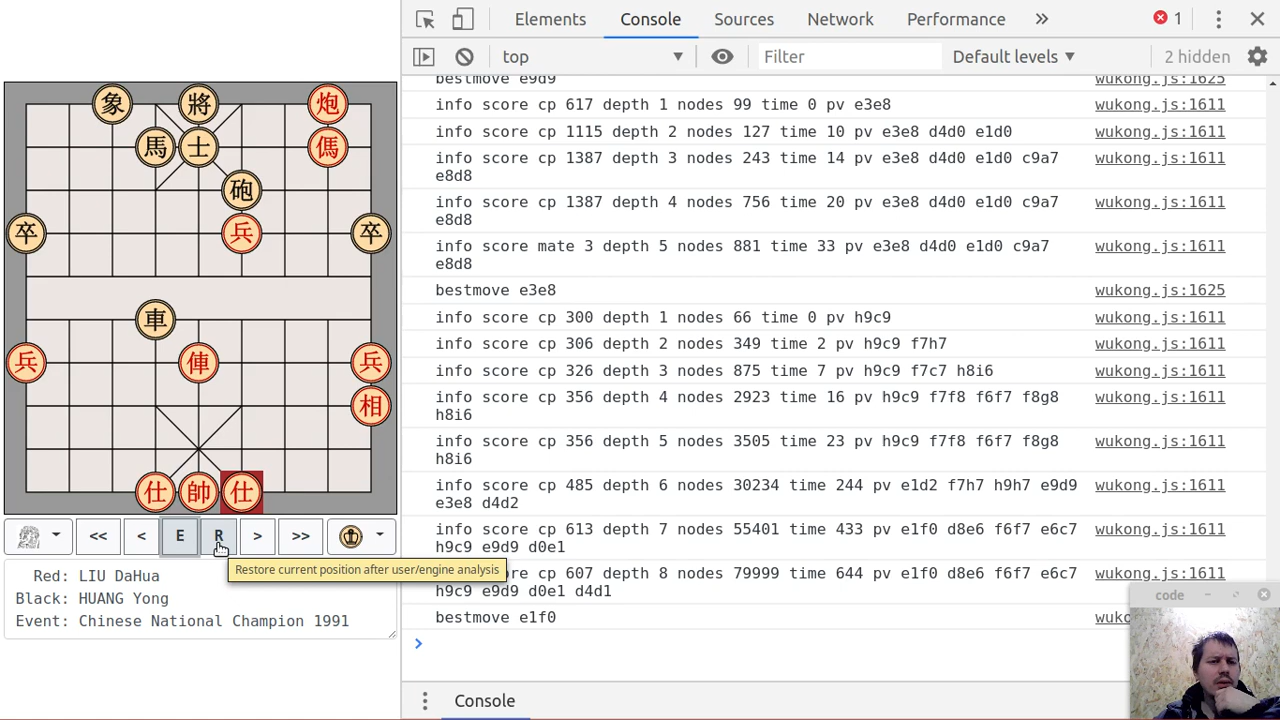 Elements Console Sources Network Performance 1
top Filter Default levels 2 hidden
bestmove e9d9 wukong.js:1625
info score cp 617 depth 1 nodes 99 time 0 pv e3e8 wukong.js:1611
info score cp 1115 depth 2 nodes 127 time 10 pv e3e8 d4d0 e1d0 wukong.js:1611
info score cp 1387 depth 3 nodes 243 time 14 pv e3e8 d4d0 e1d0 c9a7 wukong.js:1611
e8d8
info score cp 1387 depth 4 nodes 756 time 20 pv e3e8 d4d0 e1d0 c9a7 wukong.js:1611
e8d8
info score mate 3 depth 5 nodes 881 time 33 pv e3e8 d4d0 e1d0 c9a7 wukong.js:1611
e8d8
bestmove e3e8 wukong.js:1625
info score cp 300 depth 1 nodes 66 time 0 pv h9c9 wukong.js:1611
info score cp 306 depth 2 nodes 349 time 2 pv h9c9 f7h7 wukong.js:1611
info score cp 326 depth 3 nodes 875 time 7 pv h9c9 f7c7 h8i6 wukong.js:1611
info score cp 356 depth 4 nodes 2923 time 16 pv h9c9 f7f8 f6f7 f8g8 wukong.js:1611
h8i6
info score cp 356 depth 5 nodes 3505 time 23 pv h9c9 f7f8 f6f7 f8g8 wukong.js:1611
h8i6
info score cp 485 depth 6 nodes 30234 time 244 pv e1d2 f7h7 h9h7 e9d9 wukong.js:1611
e3e8 d4d2
info score cp 613 depth 7 nodes 55401 time 433 pv e1f0 d8e6 f6f7 e6c7 wukong.js:1611
h9c9 e9d9 d0e1
core cp 607 depth 8 nodes 79999 time 644 pv e1f0 d8e6 f6f7 e6c7 wukong.js:1611
h9c9 e9d9 d0e1 d4d1
bestmove e1f0 wuko
Console
象 將 炮
馬 士 傌
砲
卒 兵 卒
車
兵 俥 兵
相
仕 帥 仕
<< < E R > >>
Restore current position after user/engine analysis
Red: LIU DaHua
Black: HUANG Yong
Event: Chinese National Champion 1991
code